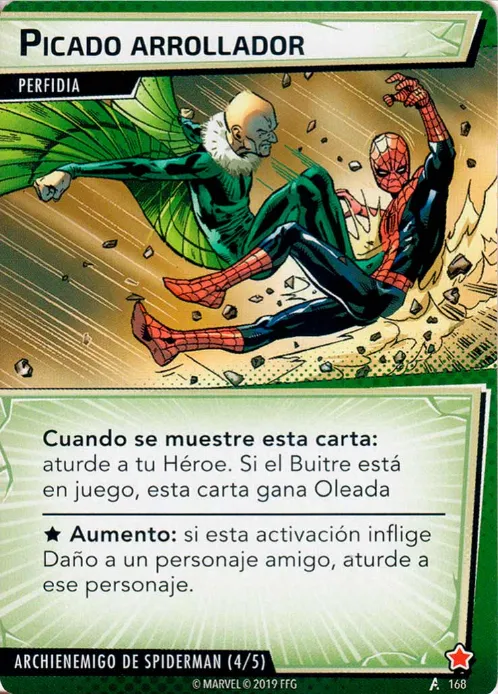 PICADO ARROLLADOR
PERFIDIA
Cuando se muestre esta carta:
aturde a tu Héroe. Si el Buitre está
en juego, esta carta gana Oleada
★ Aumento: si esta activación inflige
Daño a un personaje amigo, aturde a
ese personaje.
ARCHIENEMIGO DE SPIDERMAN (4/5)
© MARVEL © 2019 FFG
168